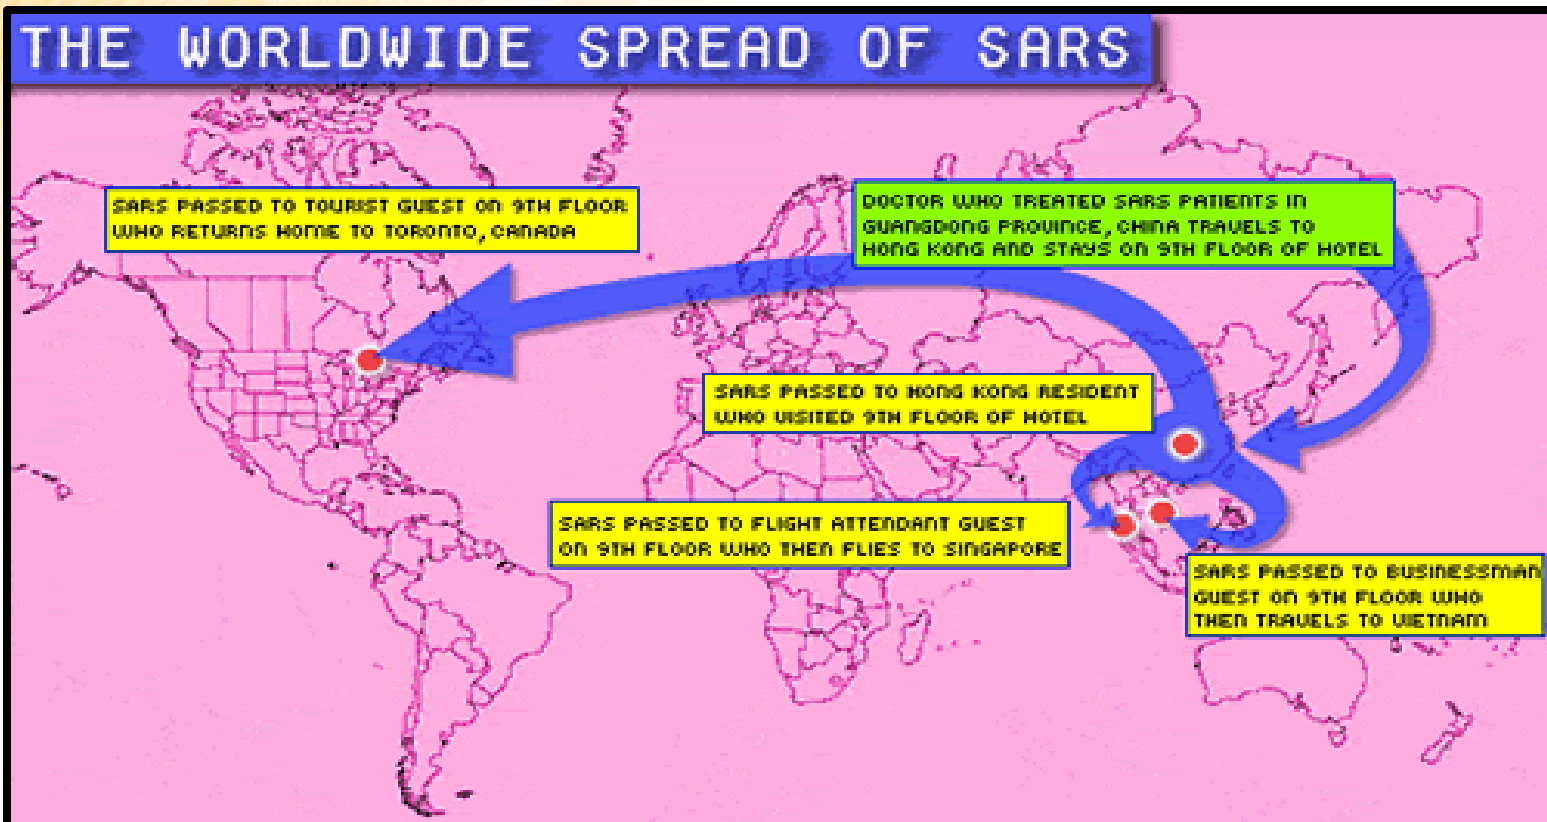 THE WORLDWIDE SPREAD OF SARS
SARS PASSED TO TOURIST GUEST ON 9TH FLOOR
WHO RETURNS HOME TO TORONTO, CANADA
DOCTOR WHO TREATED SARS PATIENTS IN
GUANGDONG PROVINCE, CHINA TRAVELS TO
HONG KONG AND STAYS ON 9TH FLOOR OF HOTEL
SARS PASSED TO HONG KONG RESIDENT
WHO VISITED 9TH FLOOR OF HOTEL
SARS PASSED TO FLIGHT ATTENDANT GUEST
ON 9TH FLOOR WHO THEN FLIES TO SINGAPORE
SARS PASSED TO BUSINESSMAN
GUEST ON 9TH FLOOR WHO
THEN TRAVELS TO VIETNAM